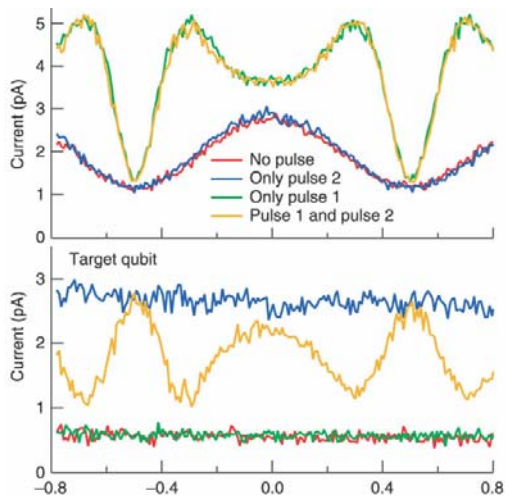 5
4
3
2
1
0
Current (pA)
No pulse
Only pulse 2
Only pulse 1
Pulse 1 and pulse 2
Target qubit
3
2
1
0
Current (pA)
−0.8
−0.4
0.0
0.4
0.8